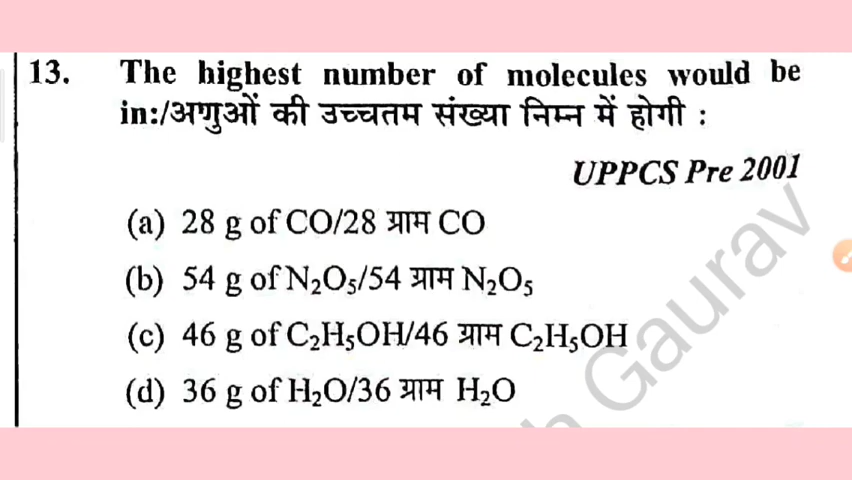 13. The highest number of molecules would be
in:/अणुओं की उच्चतम संख्या निम्न में होगी :
UPPCS Pre 2001
(a) 28 g of CO/28 ग्राम CO
(b) 54 g of N₂O₅/54 ग्राम N₂O₅
(c) 46 g of C₂H₅OH/46 ग्राम C₂H₅OH
(d) 36 g of H₂O/36 ग्राम H₂O
Gaurav